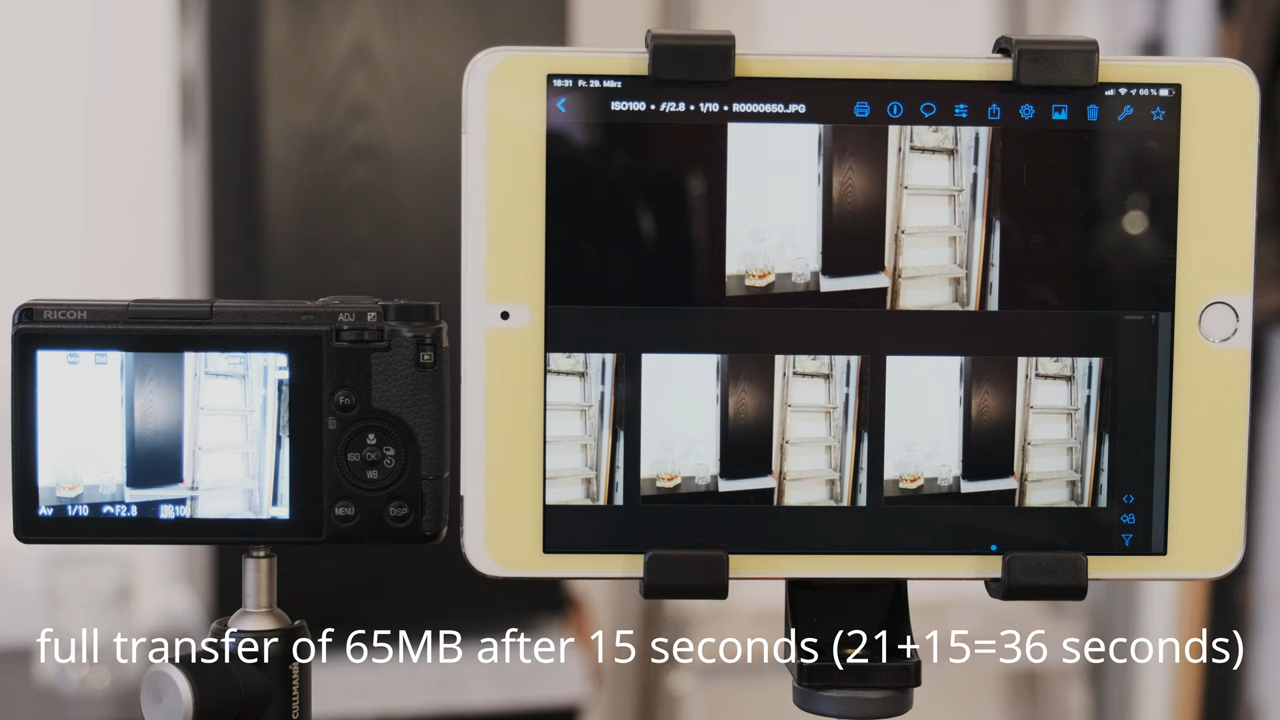 18:31 Fr. 29. März
66 %
ISO100 • ƒ/2.8 • 1/10 • R0000650.JPG
RICOH
ADJ
Fn
ISO OK
WB
MENU
DISP
Av 1/10 F2.8
full transfer of 65MB after 15 seconds (21+15=36 seconds)
CULLMANN